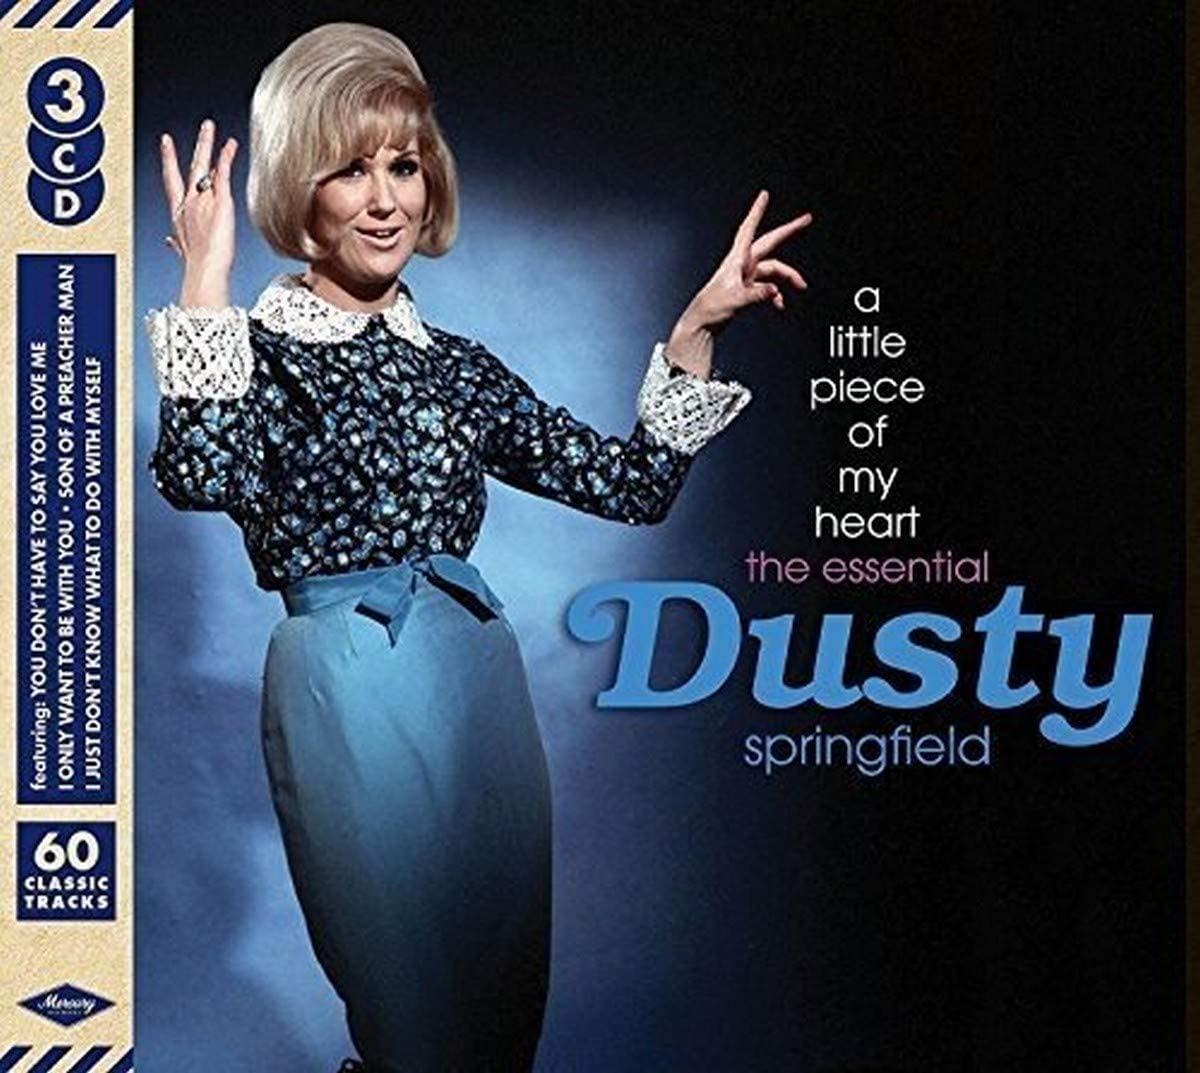 3
C
D
featuring: YOU DON'T HAVE TO SAY YOU LOVE ME
I ONLY WANT TO BE WITH YOU • SON OF A PREACHER MAN
I JUST DON'T KNOW WHAT TO DO WITH MYSELF
60
CLASSIC
TRACKS
Mercury
a
little
piece
of
my
heart
the essential
Dusty
springfield